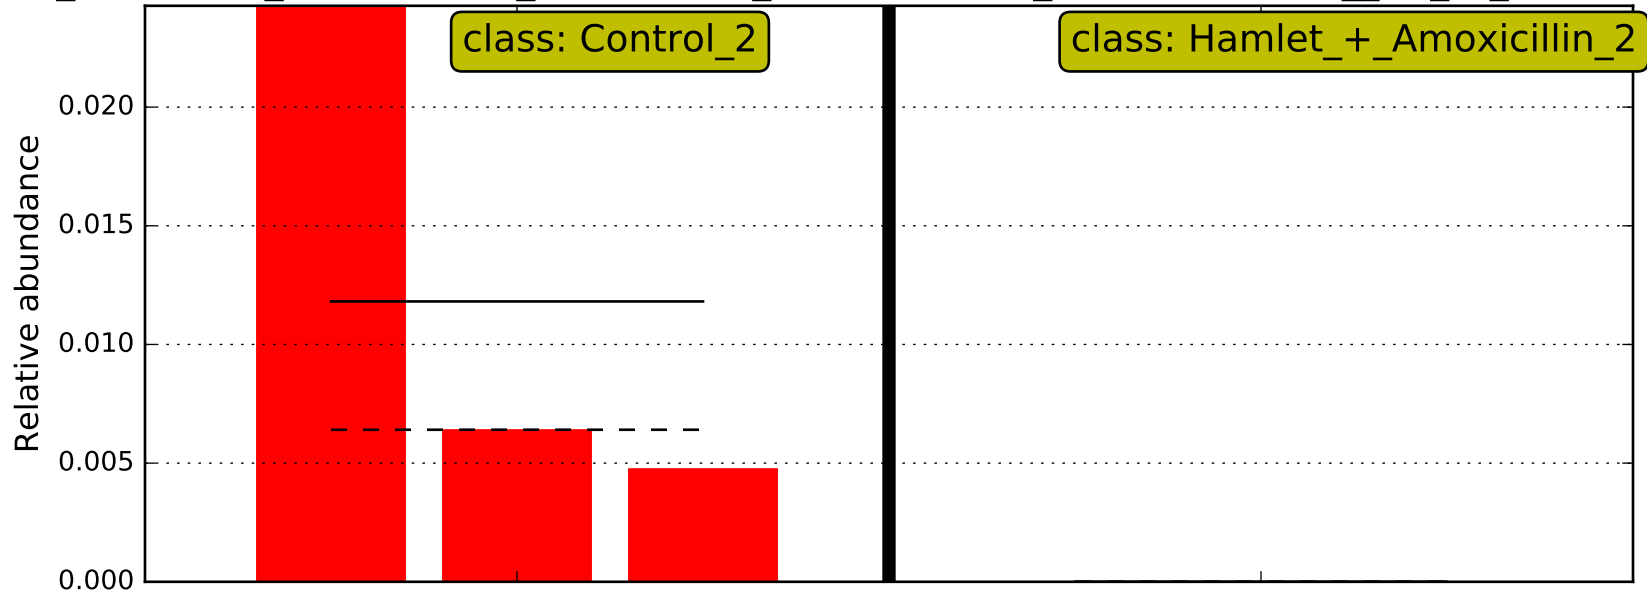 class: Control_2
class: Hamlet_+_Amoxicillin_2
0.020
0.015
0.010
0.005
0.000
Relative abundance